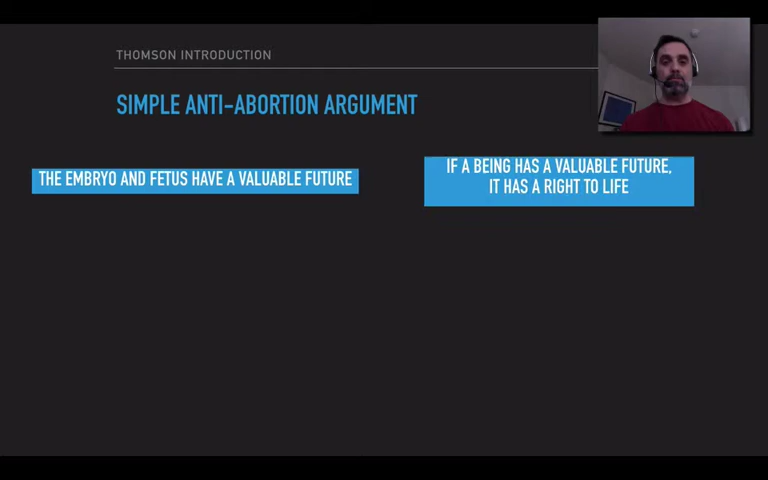 THOMSON INTRODUCTION
SIMPLE ANTI-ABORTION ARGUMENT
THE EMBRYO AND FETUS HAVE A VALUABLE FUTURE
IF A BEING HAS A VALUABLE FUTURE,
IT HAS A RIGHT TO LIFE